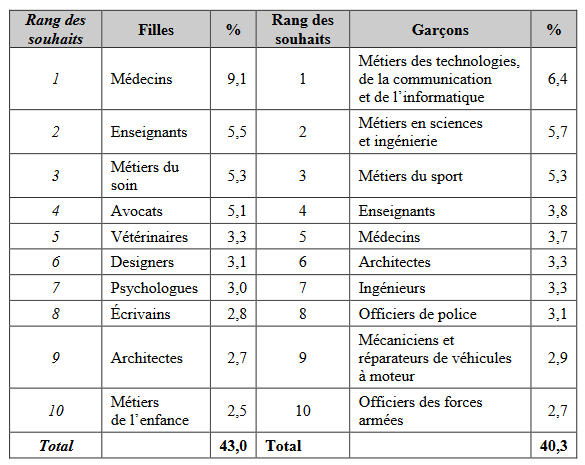 Rang des souhaits Filles % Rang des souhaits Garçons %
1 Médecins 9,1 1 Métiers des technologies, de la communication et de l’informatique 6,4
2 Enseignants 5,5 2 Métiers en sciences et ingénierie 5,7
3 Métiers du soin 5,3 3 Métiers du sport 5,3
4 Avocats 5,1 4 Enseignants 3,8
5 Vétérinaires 3,3 5 Médecins 3,7
6 Designers 3,1 6 Architectes 3,3
7 Psychologues 3,0 7 Ingénieurs 3,3
8 Écrivains 2,8 8 Officiers de police 3,1
9 Architectes 2,7 9 Mécaniciens et réparateurs de véhicules à moteur 2,9
10 Métiers de l’enfance 2,5 10 Officiers des forces armées 2,7
Total 43,0 Total 40,3